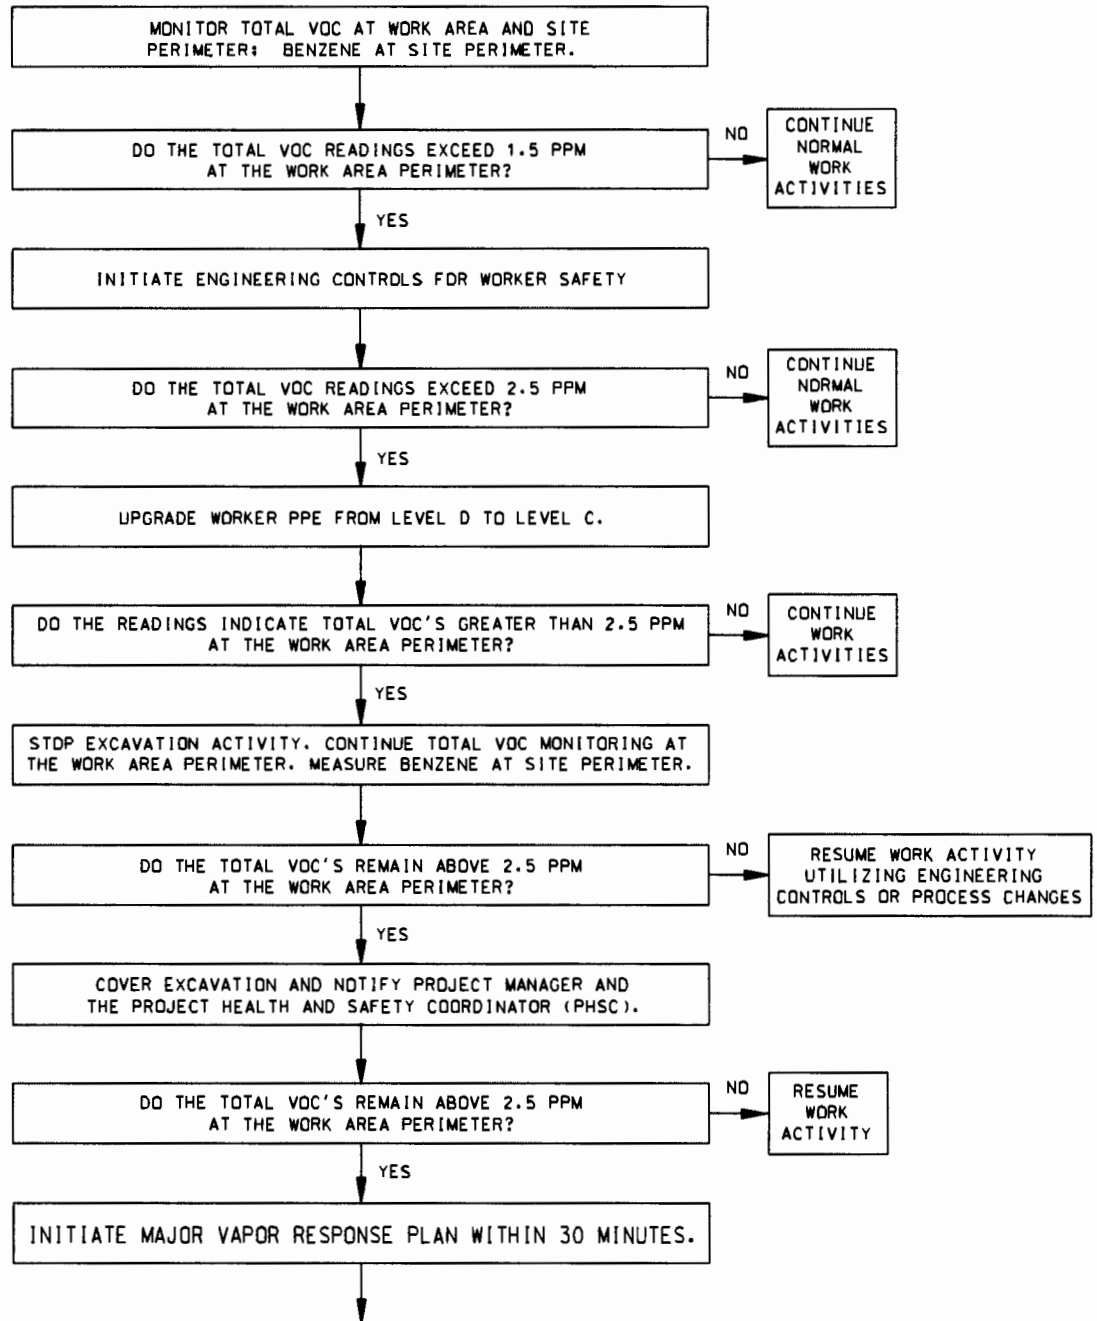 MONITOR TOTAL VOC AT WORK AREA AND SITE
PERIMETER: BENZENE AT SITE PERIMETER.
DO THE TOTAL VOC READINGS EXCEED 1.5 PPM
AT THE WORK AREA PERIMETER?
NO
CONTINUE
NORMAL
WORK
ACTIVITIES
YES
INITIATE ENGINEERING CONTROLS FOR WORKER SAFETY
DO THE TOTAL VOC READINGS EXCEED 2.5 PPM
AT THE WORK AREA PERIMETER?
NO
CONTINUE
NORMAL
WORK
ACTIVITIES
YES
UPGRADE WORKER PPE FROM LEVEL D TO LEVEL C.
DO THE READINGS INDICATE TOTAL VOC'S GREATER THAN 2.5 PPM
AT THE WORK AREA PERIMETER?
NO
CONTINUE
WORK
ACTIVITIES
YES
STOP EXCAVATION ACTIVITY. CONTINUE TOTAL VOC MONITORING AT
THE WORK AREA PERIMETER. MEASURE BENZENE AT SITE PERIMETER.
DO THE TOTAL VOC'S REMAIN ABOVE 2.5 PPM
AT THE WORK AREA PERIMETER?
NO
RESUME WORK ACTIVITY
UTILIZING ENGINEERING
CONTROLS OR PROCESS CHANGES
YES
COVER EXCAVATION AND NOTIFY PROJECT MANAGER AND
THE PROJECT HEALTH AND SAFETY COORDINATOR (PHSC).
DO THE TOTAL VOC'S REMAIN ABOVE 2.5 PPM
AT THE WORK AREA PERIMETER?
NO
RESUME
WORK
ACTIVITY
YES
INITIATE MAJOR VAPOR RESPONSE PLAN WITHIN 30 MINUTES.